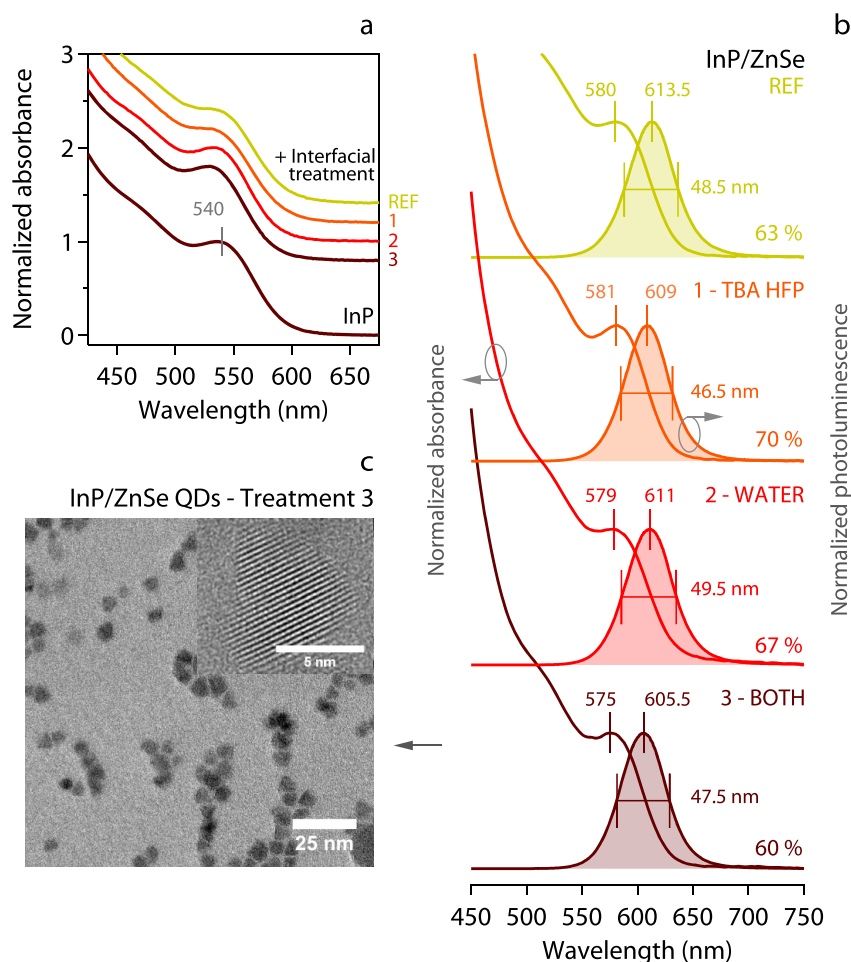 a
3
2
1
0
Normalized absorbance
+ Interfacial
treatment
REF
1
2
3
540
InP
450 500 550 600 650
Wavelength (nm)
b
InP/ZnSe
REF
580 613.5
48.5 nm
63 %
1 - TBA HFP
581 609
46.5 nm
70 %
2 - WATER
579 611
49.5 nm
67 %
3 - BOTH
575 605.5
47.5 nm
60 %
Normalized absorbance
Normalized photoluminescence
450 500 550 600 650 700 750
Wavelength (nm)
c
InP/ZnSe QDs - Treatment 3
5 nm
25 nm